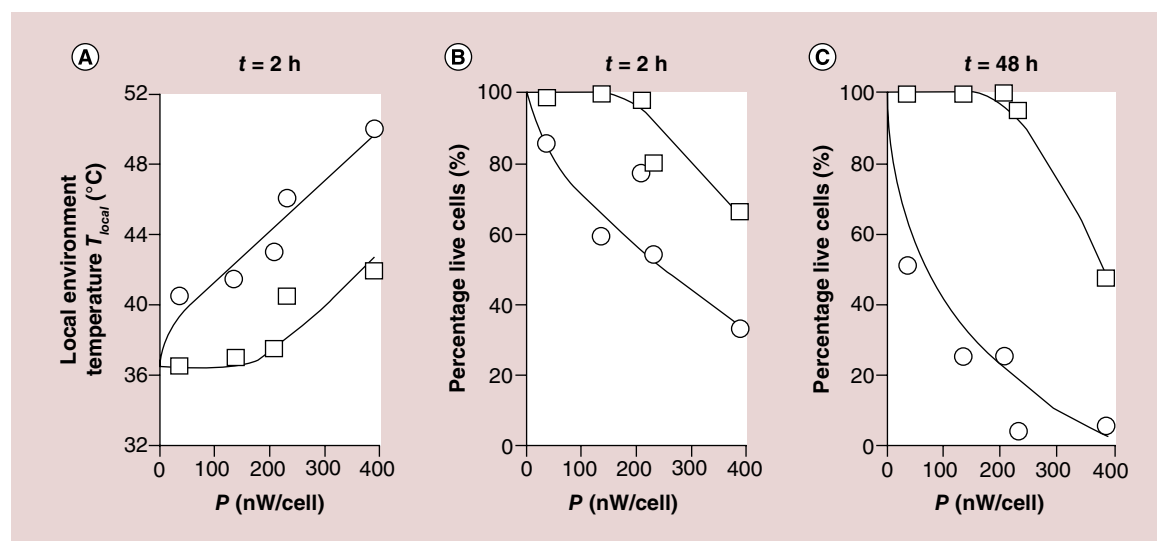 A
t = 2 h
52
48
44
40
36
32
0 100 200 300 400
P (nW/cell)
Local environment
temperature Tlocal (°C)
B
t = 2 h
100
80
60
40
20
0
0 100 200 300 400
P (nW/cell)
Percentage live cells (%)
C
t = 48 h
100
80
60
40
20
0
0 100 200 300 400
P (nW/cell)
Percentage live cells (%)